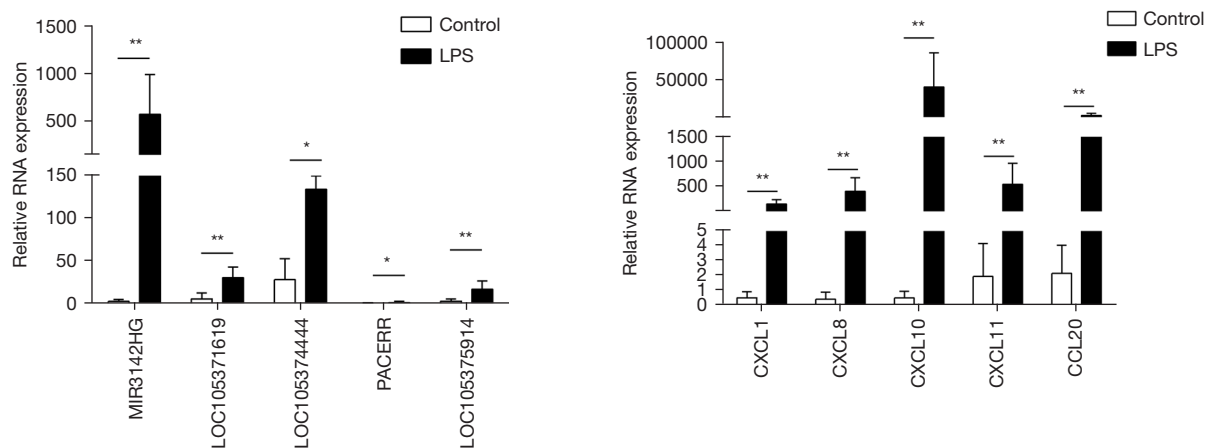 Relative RNA expression
1500
1000
500
150
100
50
0
**
**
*
*
**
Control
LPS
MIR3142HG
LOC105371619
LOC105374444
PACERR
LOC105375914
Relative RNA expression
100000
50000
1500
1000
500
5
4
3
2
1
0
**
**
**
**
**
Control
LPS
CXCL1
CXCL8
CXCL10
CXCL11
CCL20